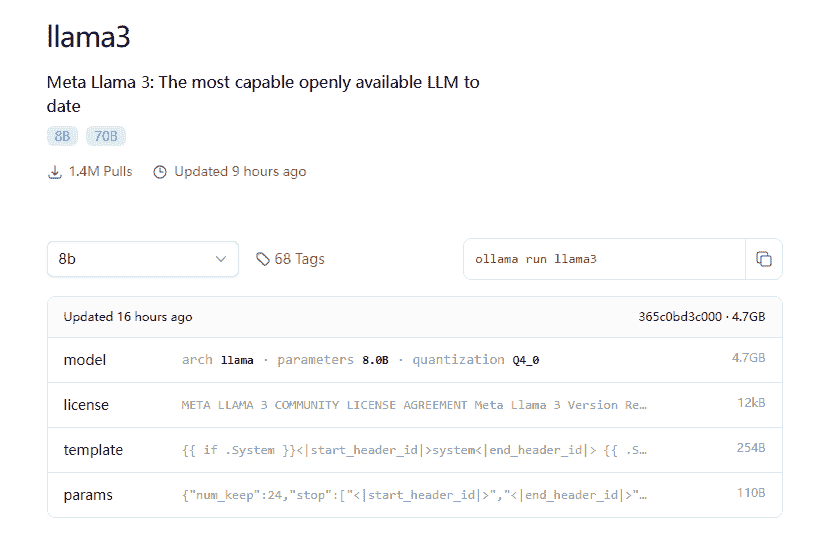 llama3
Meta Llama 3: The most capable openly available LLM to
date
8B 70B
1.4M Pulls Updated 9 hours ago
8b 68 Tags ollama run llama3
Updated 16 hours ago 365c0bd3c000 · 4.7GB
model arch llama · parameters 8.0B · quantization Q4_0 4.7GB
license META LLAMA 3 COMMUNITY LICENSE AGREEMENT Meta Llama 3 Version Re… 12kB
template {{ if .System }}<|start_header_id|>system<|end_header_id|> {{ .S… 254B
params {"num_keep":24,"stop":["<|start_header_id|>","<|end_header_id|>"… 110B